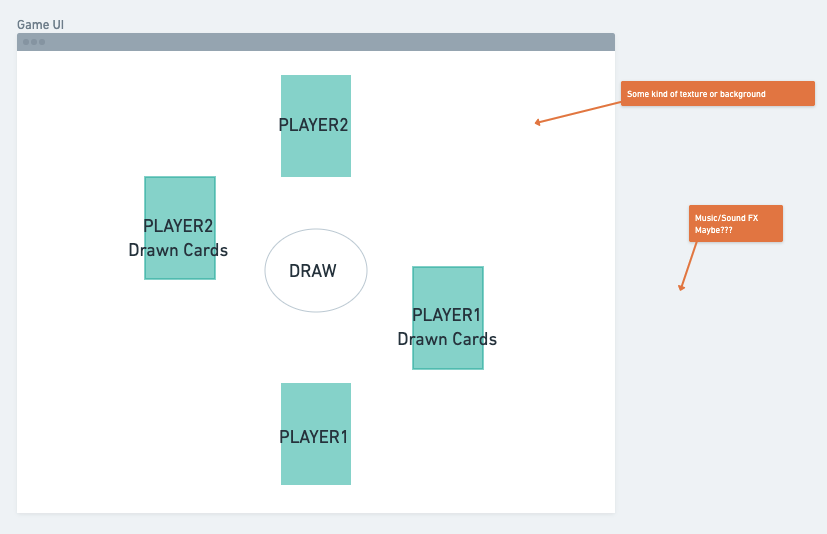 Game UI
PLAYER2
Some kind of texture or background
PLAYER2
Drawn Cards
Music/Sound FX
Maybe???
DRAW
PLAYER1
Drawn Cards
PLAYER1